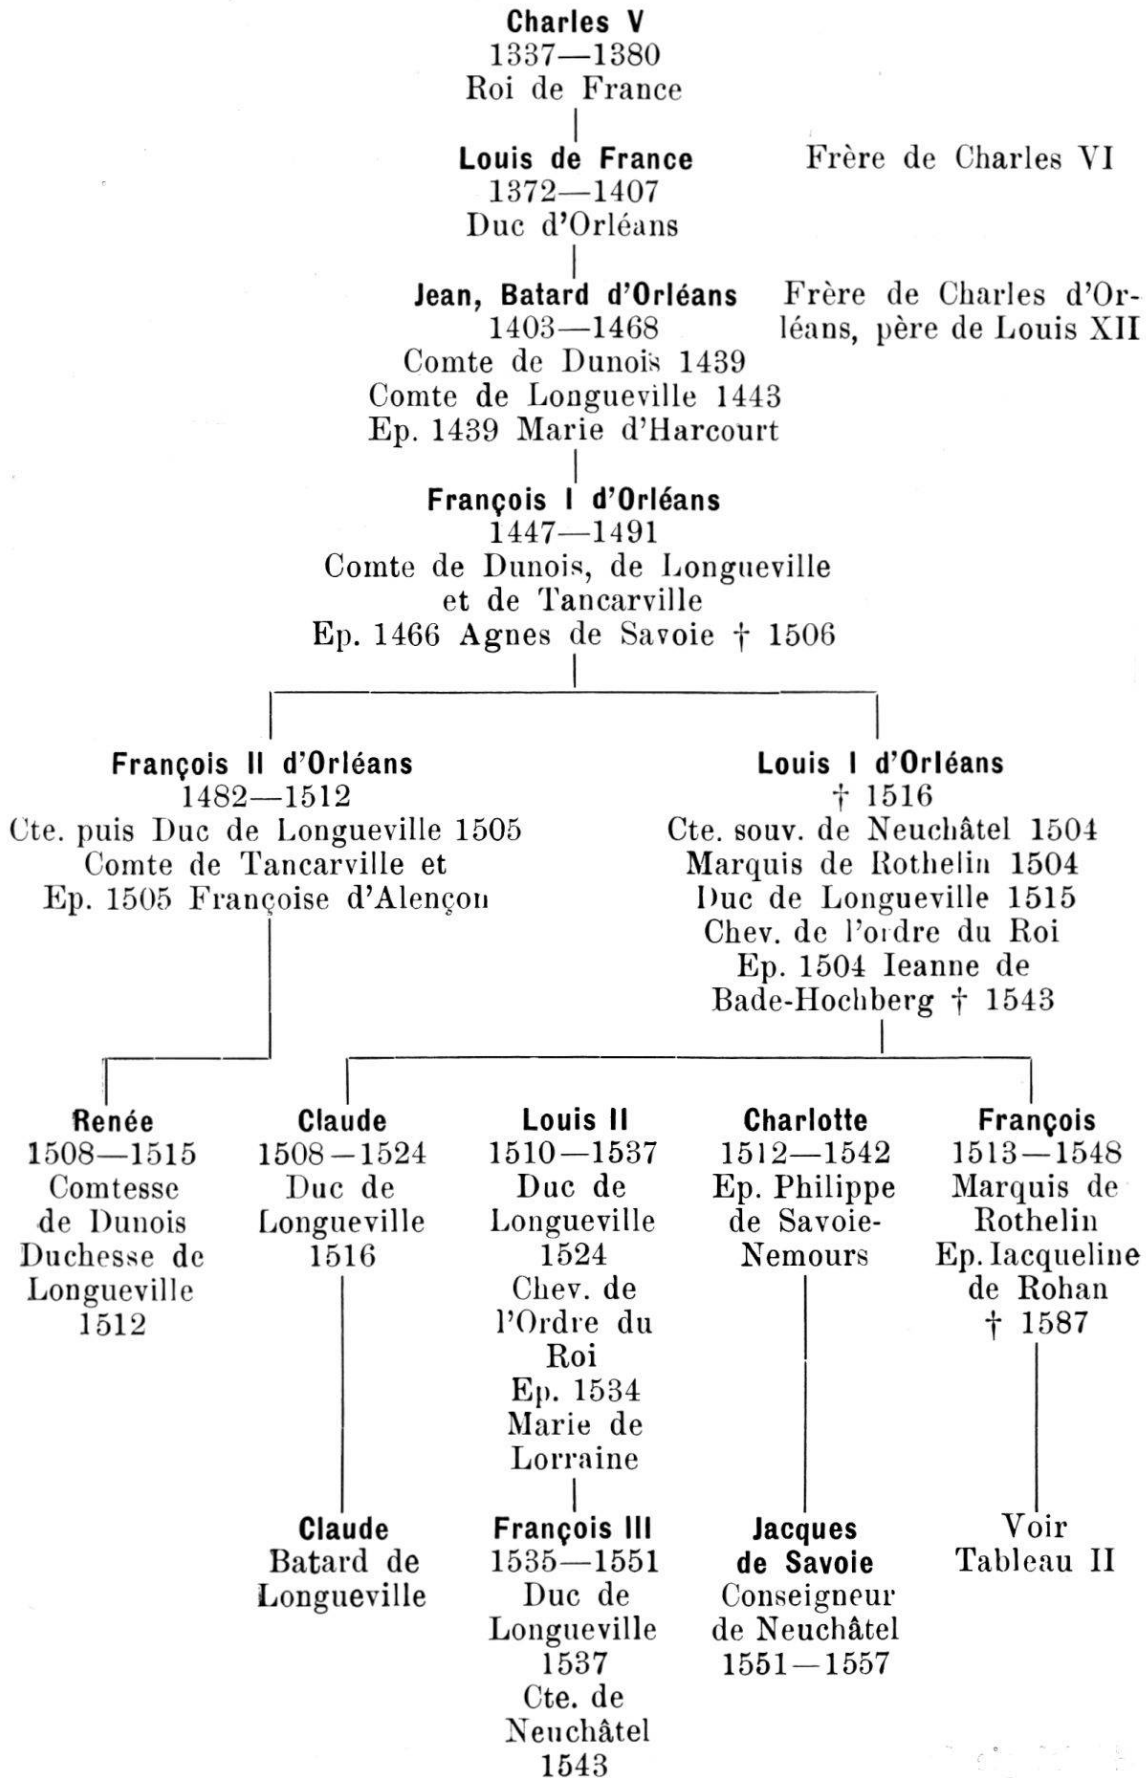 Charles V
1337—1380
Roi de France
Louis de France
1372—1407
Duc d'Orléans
Frère de Charles VI
Jean, Batard d'Orléans
1403—1468
Comte de Dunois 1439
Comte de Longueville 1443
Ep. 1439 Marie d'Harcourt
Frère de Charles d'Or-
léans, père de Louis XII
François I d'Orléans
1447—1491
Comte de Dunois, de Longueville
et de Tancarville
Ep. 1466 Agnes de Savoie † 1506
François II d'Orléans
1482—1512
Cte. puis Duc de Longueville 1505
Comte de Tancarville et
Ep. 1505 Françoise d'Alençon
Louis I d'Orléans
† 1516
Cte. souv. de Neuchâtel 1504
Marquis de Rothelin 1504
Duc de Longueville 1515
Chev. de l'ordre du Roi
Ep. 1504 Ieanne de
Bade-Hochberg † 1543
Renée
1508—1515
Comtesse
de Dunois
Duchesse de
Longueville
1512
Claude
1508—1524
Duc de
Longueville
1516
Louis II
1510—1537
Duc de
Longueville
1524
Chev. de
l'Ordre du
Roi
Ep. 1534
Marie de
Lorraine
Charlotte
1512—1542
Ep. Philippe
de Savoie-
Nemours
François
1513—1548
Marquis de
Rothelin
Ep. Iacqueline
de Rohan
† 1587
Claude
Batard de
Longueville
François III
1535—1551
Duc de
Longueville
1537
Cte. de
Neuchâtel
1543
Jacques
de Savoie
Conseigneur
de Neuchâtel
1551—1557
Voir
Tableau II